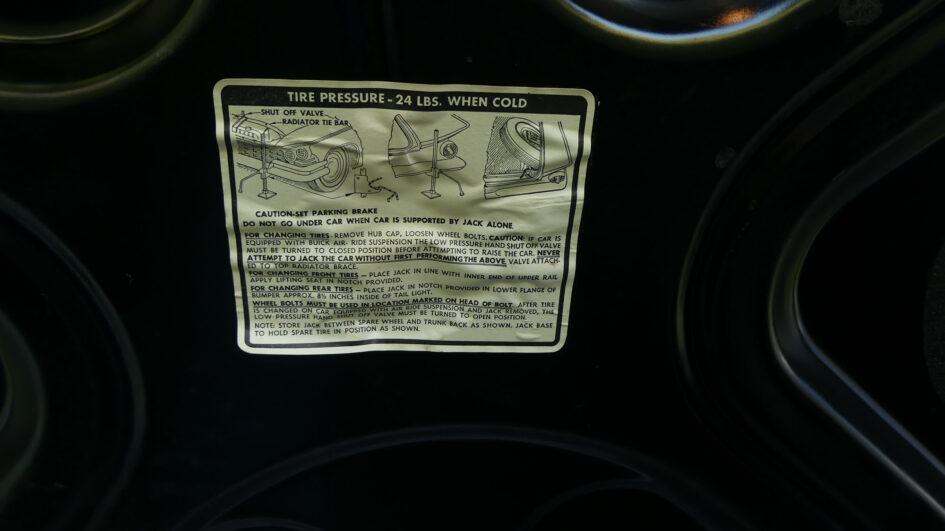 TIRE PRESSURE - 24 LBS. WHEN COLD
SHUT OFF VALVE
RADIATOR TIE BAR
CAUTION-SET PARKING BRAKE
DO NOT GO UNDER CAR WHEN CAR IS SUPPORTED BY JACK ALONE.
FOR CHANGING TIRES - REMOVE HUB CAP, LOOSEN WHEEL BOLTS. CAUTION: IF CAR IS
EQUIPPED WITH BUICK AIR-RIDE SUSPENSION THE LOW PRESSURE HAND SHUT OFF VALVE
MUST BE TURNED TO CLOSED POSITION BEFORE ATTEMPTING TO RAISE THE CAR. NEVER
ATTEMPT TO JACK THE CAR WITHOUT FIRST PERFORMING THE ABOVE. VALVE ATTACH-
ED TO TOP RADIATOR BRACE.
FOR CHANGING FRONT TIRES - PLACE JACK IN LINE WITH INNER END OF UPPER RAIL
APPLY LIFTING SEAT IN NOTCH PROVIDED.
FOR CHANGING REAR TIRES - PLACE JACK IN NOTCH PROVIDED IN LOWER FLANGE OF
BUMPER APPROX. 8½ INCHES INSIDE OF TAIL LIGHT.
WHEEL BOLTS MUST BE USED IN LOCATION MARKED ON HEAD OF BOLT. AFTER TIRE
IS CHANGED ON CAR EQUIPPED WITH AIR RIDE SUSPENSION AND JACK REMOVED, THE
LOW PRESSURE HAND SHUT OFF VALVE MUST BE TURNED TO OPEN POSITION.
NOTE: STORE JACK BETWEEN SPARE WHEEL AND TRUNK BACK AS SHOWN. JACK BASE
TO HOLD SPARE TIRE IN POSITION AS SHOWN.